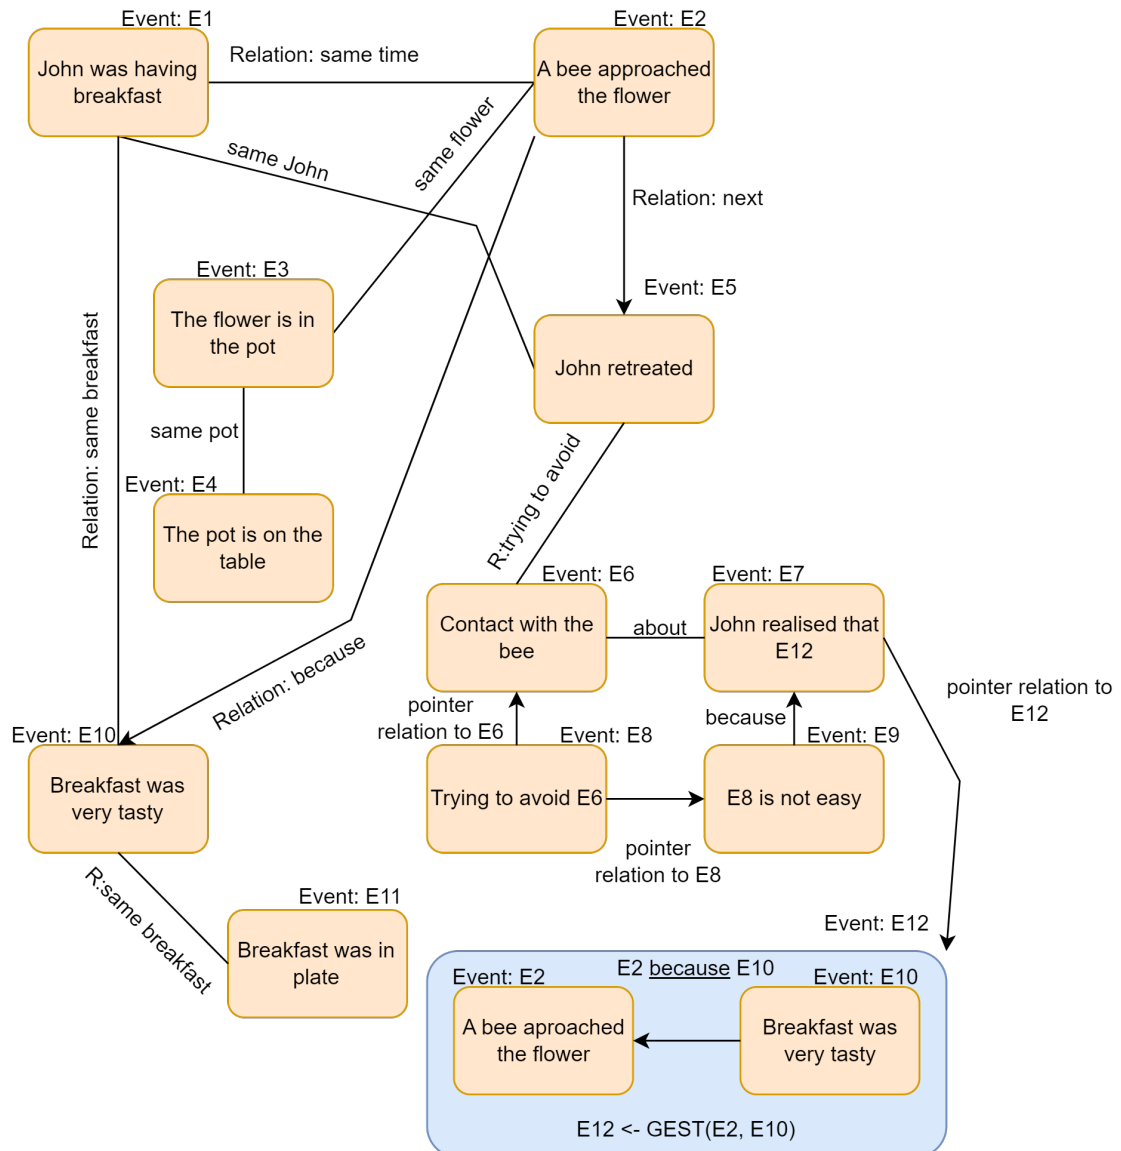 Event: E1
John was having
breakfast
Relation: same time
Event: E2
A bee approached
the flower
same John
same flower
Relation: next
Event: E3
The flower is in
the pot
Event: E5
John retreated
Relation: same breakfast
same pot
Event: E4
The pot is on the
table
R:trying to avoid
Event: E6
Contact with the
bee
about
Event: E7
John realised that
E12
pointer relation to
E12
Relation: because
pointer
relation to E6
because
Event: E10
Breakfast was
very tasty
Event: E8
Trying to avoid E6
Event: E9
E8 is not easy
pointer
relation to E8
R:same breakfast
Event: E11
Breakfast was in
plate
Event: E12
E2 because E10
Event: E2
A bee aproached
the flower
Event: E10
Breakfast was
very tasty
E12 <- GEST(E2, E10)